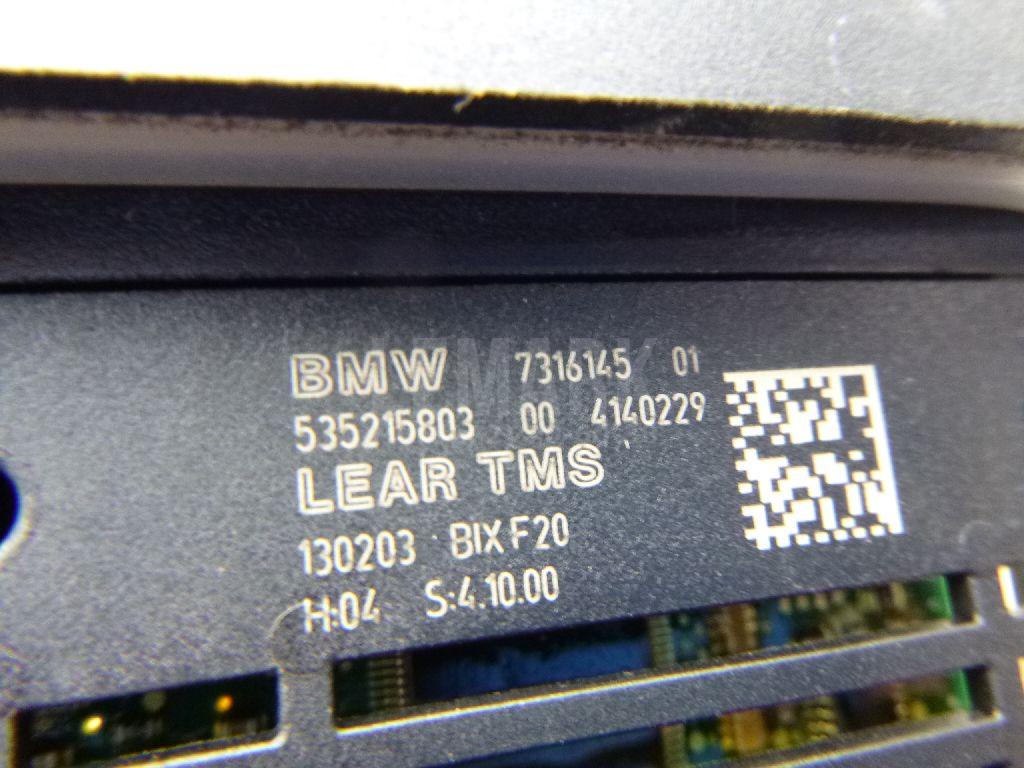 BMW 7316145 01
535215803 00 4140229
LEAR TMS
130203 BIX F20
H:04 S:4.10.00